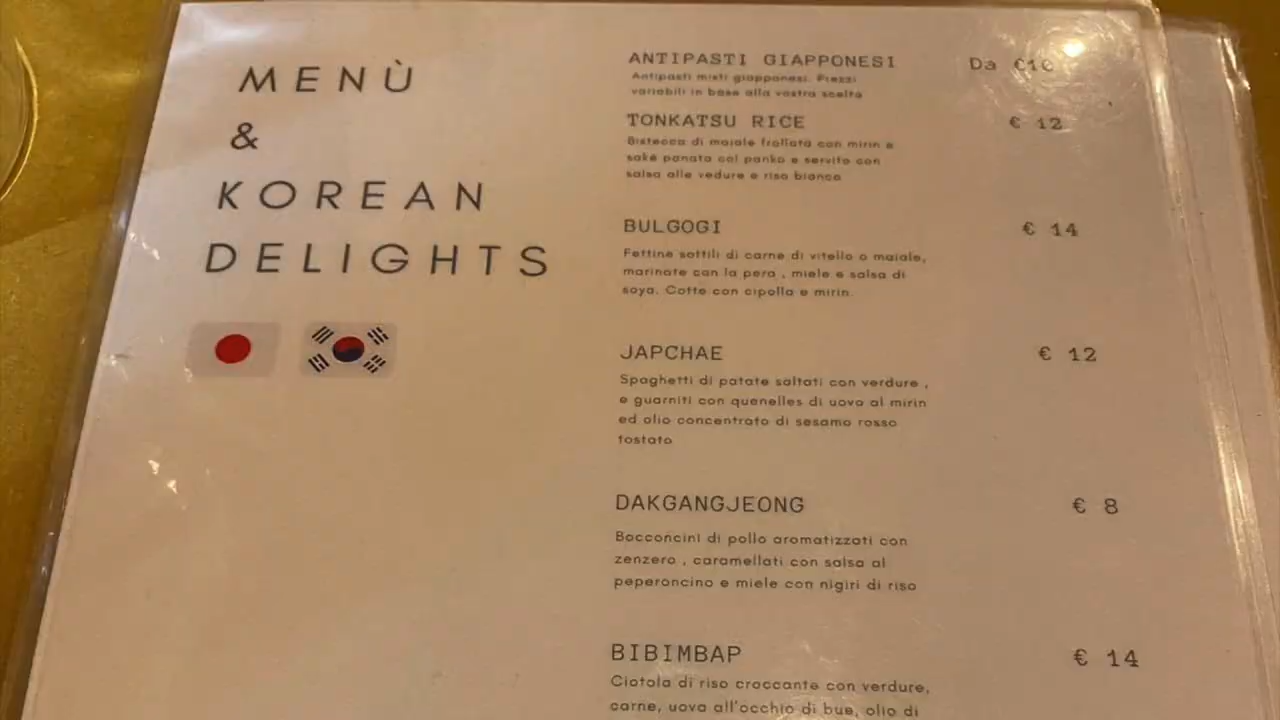 MENÙ
&
KOREAN
DELIGHTS
ANTIPASTI GIAPPONESI Da €10
Antipasti misti giapponesi. Prezzi
variabili in base alla vostra scelta
TONKATSU RICE € 12
Bistecca di maiale frollata con mirin e
sakè panata col panko e servita con
salsa alle vedure e riso bianco
BULGOGI € 14
Fettine sottili di carne di vitello o maiale,
marinate con la pera , miele e salsa di
soya. Cotte con cipolla e mirin.
JAPCHAE € 12
Spaghetti di patate saltati con verdure ,
e guarniti con quenelles di uova al mirin
ed olio concentrato di sesamo rosso
tostato
DAKGANGJEONG € 8
Bocconcini di pollo aromatizzati con
zenzero , caramellati con salsa al
peperoncino e miele con nigiri di riso
BIBIMBAP € 14
Ciotola di riso croccante con verdure,
carne, uova all'occhio di bue, olio di